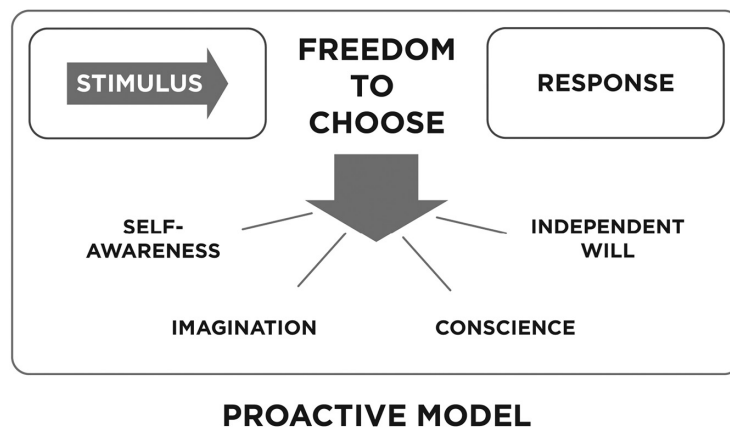 STIMULUS
FREEDOM
TO
CHOOSE
RESPONSE
SELF-
AWARENESS
INDEPENDENT
WILL
IMAGINATION
CONSCIENCE
PROACTIVE MODEL